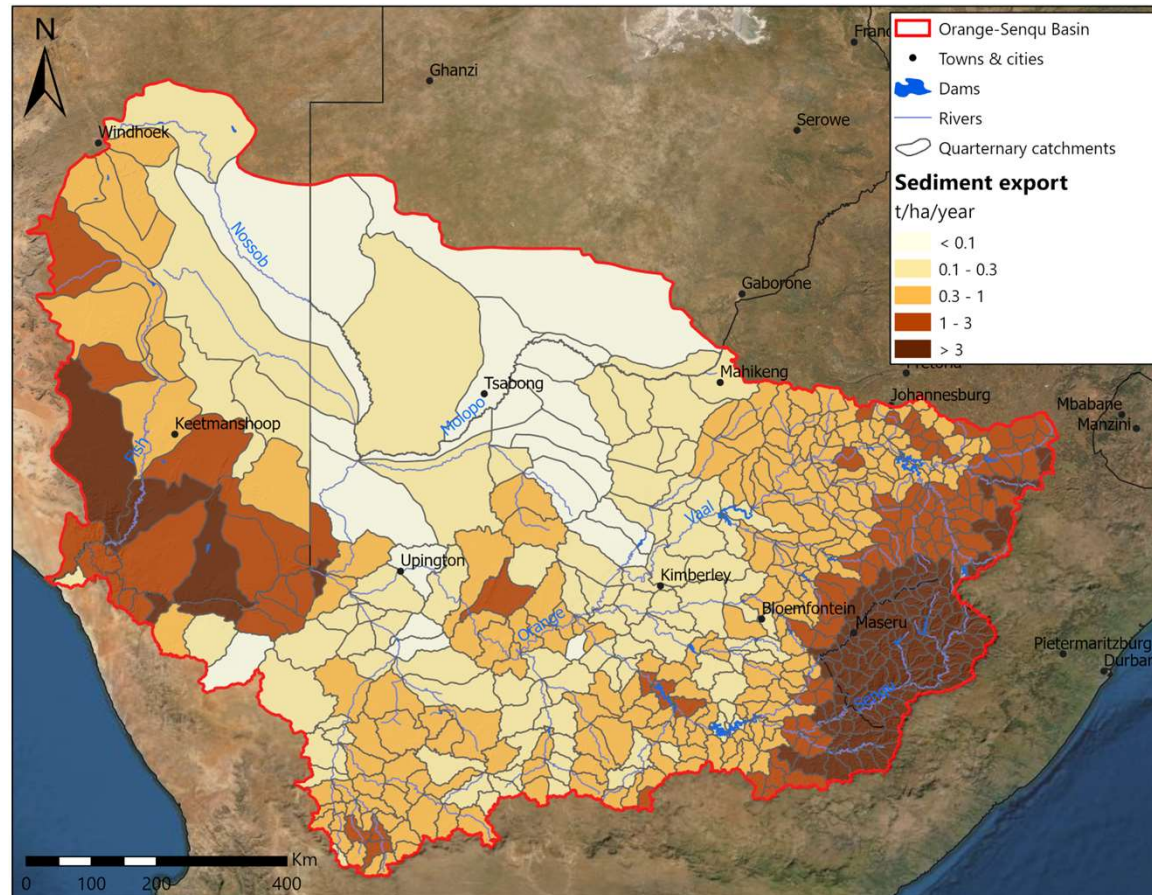 N
Orange-Senqu Basin
Towns & cities
Dams
Rivers
Quarternary catchments
Sediment export
t/ha/year
< 0.1
0.1 - 0.3
0.3 - 1
1 - 3
> 3
Ghanzi
Serowe
Windhoek
Nossob
Gaborone
Pretoria
Mahikeng
Johannesburg
Tsabong
Molopo
Mbabane
Manzini
Keetmanshoop
Fish
Vaal
Upington
Kimberley
Orange
Bloemfontein
Maseru
Pietermaritzburg
Durban
Km
0 100 200 400